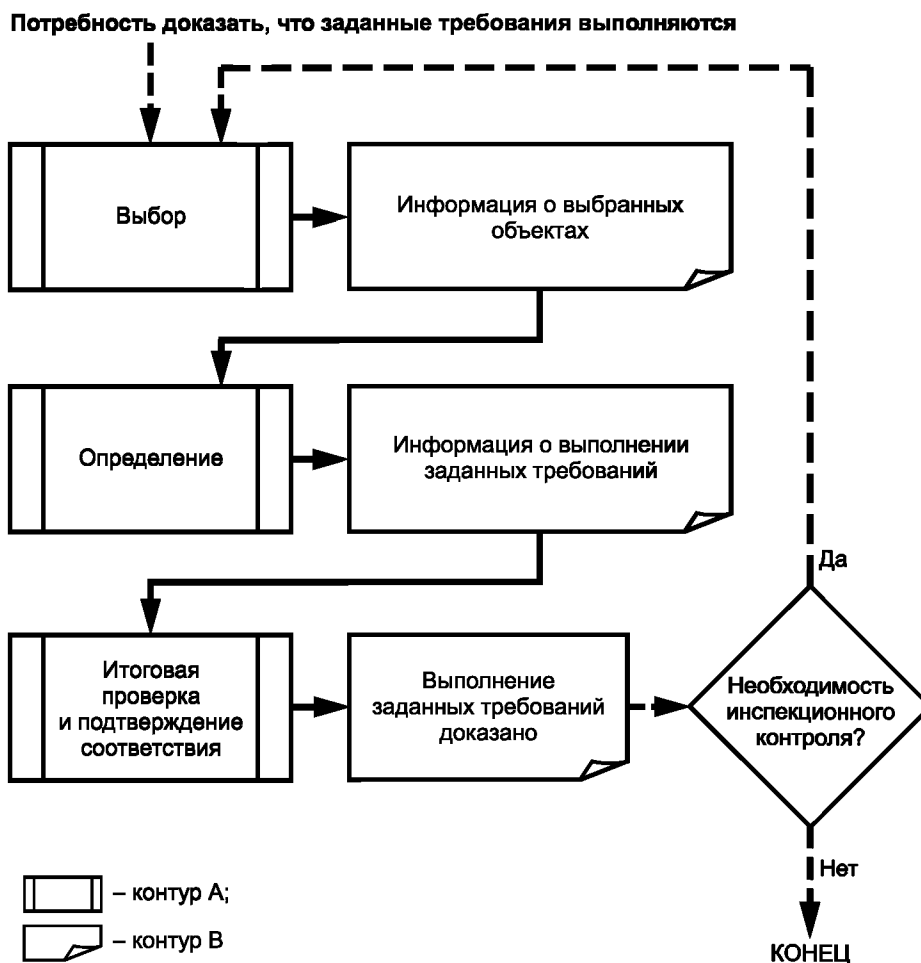 Потребность доказать, что заданные требования выполняются
Выбор
Информация о выбранных
объектах
Определение
Информация о выполнении
заданных требований
Да
Итоговая
проверка
и подтверждение
соответствия
Выполнение
заданных требований
доказано
Необходимость
инспекционного
контроля?
Нет
– контур А;
– контур В
КОНЕЦ